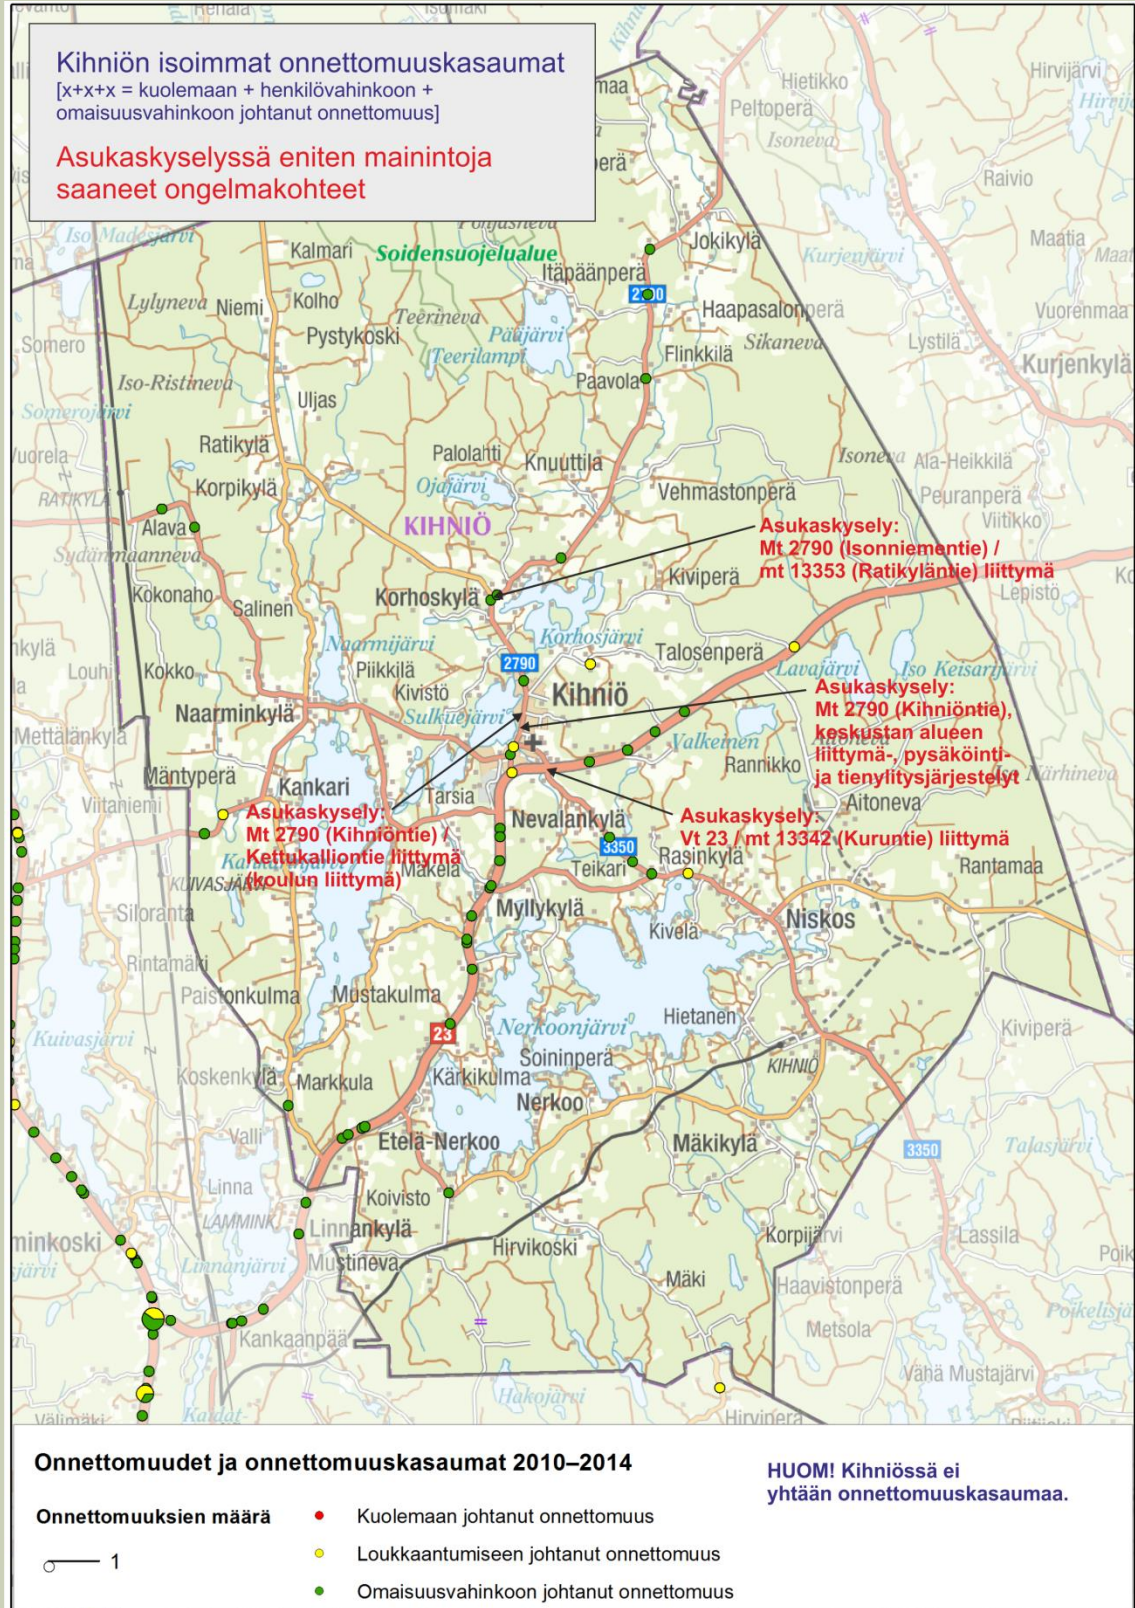 Kihniön isoimmat onnettomuuskasaumat
[x+x+x = kuolemaan + henkilövahinkoon +
omaisuusvahinkoon johtanut onnettomuus]
Asukaskyselyssä eniten mainintoja
saaneet ongelmakohteet
Hirvijärvi
Hietikko
Peltoperä
Isoneva
Raivio
Iso Madesjärvi
Kalmari
Soidensuojelualue
Jokikylä
Kurjenjärvi
Maatia
Itäpäänperä
Lylyneva
Niemi
Kolho
Teerineva
2790
Haapasalonperä
Vuorenmaa
Somero
Pystykoski
Pääjärvi
Teerilampi
Sikaneva
Lystilä
Flinkkilä
Kurjenkylä
Iso-Ristineva
Paavola
Uljas
Somerojärvi
Ratikylä
Palolahti
Knuuttila
Isoneva
Ala-Heikkilä
RATIKYLÄ
Korpikylä
Ojajärvi
Vehmastonperä
Peuranperä
Viitikko
Alava
KIHNIÖ
Asukaskysely:
Mt 2790 (Isonniementie) /
mt 13353 (Ratikyläntie) liittymä
Sydänmaanneva
Kiviperä
Kokonaho
Salinen
Korhoskylä
Lepistö
Naarmijärvi
Korhosjärvi
Talosenperä
Louhi
Kokko
Piikkilä
2790
Lavajärvi
Iso Keisarjärvi
Kivistö
Kihniö
Naarminkylä
Sulkuejärvi
Asukaskysely:
Mt 2790 (Kihniöntie),
keskustan alueen
liittymä-, pysäköinti-
ja tienylitysjärjestelyt
Mettälänkylä
Valkeinen
Aitoneva
Rannikko
Närhineva
Mäntyperä
Kankari
Tarsia
Aitoneva
Viitaniemi
Asukaskysely:
Mt 2790 (Kihniöntie) /
Kettukalliontie liittymä
(koulun liittymä)
Nevalankylä
Asukaskysely:
Vt 23 / mt 13342 (Kuruntie) liittymä
3350
Rasinkylä
Rantamaa
Mäkelä
Teikari
Siloranta
Myllykylä
Niskos
Kivelä
Rintamäki
Paistonkulma
Mustakulma
Hietanen
Nerkoonjärvi
Kiviperä
23
Kuivasjärvi
Soininperä
KIHNIÖ
Koskenkylä
Markkula
Kärkikulma
Nerkoo
Valli
Etelä-Nerkoo
Mäkikylä
3350
Talasjärvi
Linna
Koivisto
LAMMINK.
Linnankylä
Korpijärvi
Lassila
minkoski
Linnanjärvi
Mustineva
Hirvikoski
Mäki
Haavistonperä
Kankaanpää
Metsola
Vähä Mustajärvi
Hakojärvi
Välimäki
Hirviperä
Onnettomuudet ja onnettomuuskasaumat 2010–2014
HUOM! Kihniössä ei
yhtään onnettomuuskasaumaa.
Onnettomuuksien määrä
Kuolemaan johtanut onnettomuus
1
Loukkaantumiseen johtanut onnettomuus
Omaisuusvahinkoon johtanut onnettomuus